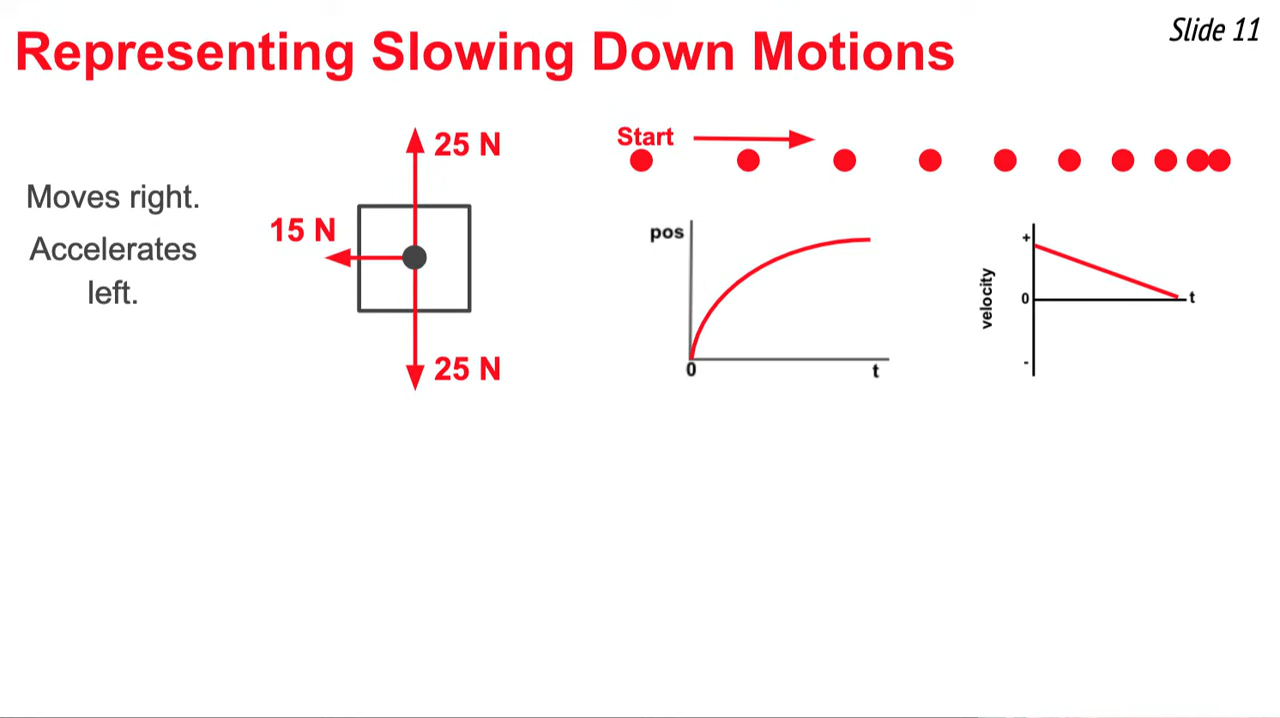 Slide 11
Representing Slowing Down Motions
Moves right.
Accelerates
left.
25 N
15 N
25 N
Start
pos
0
t
velocity
+
0
-
t